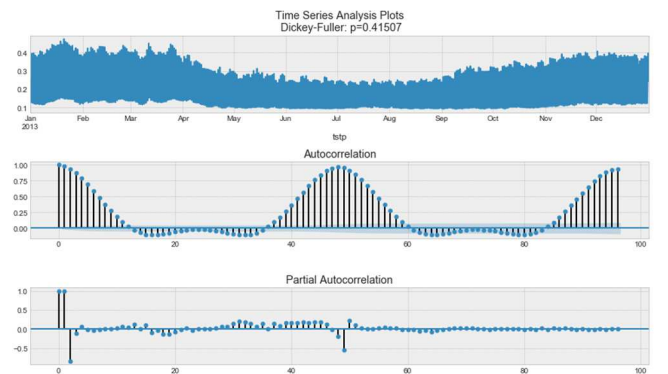 Time Series Analysis Plots
Dickey-Fuller: p=0.41507
0.4
0.3
0.2
0.1
Jan Feb Mar Apr May Jun Jul Aug Sep Oct Nov Dec
2013
tstp
Autocorrelation
1.00
0.75
0.50
0.25
0.00
0 20 40 60 80 100
Partial Autocorrelation
1.0
0.5
0.0
−0.5
0 20 40 60 80 100